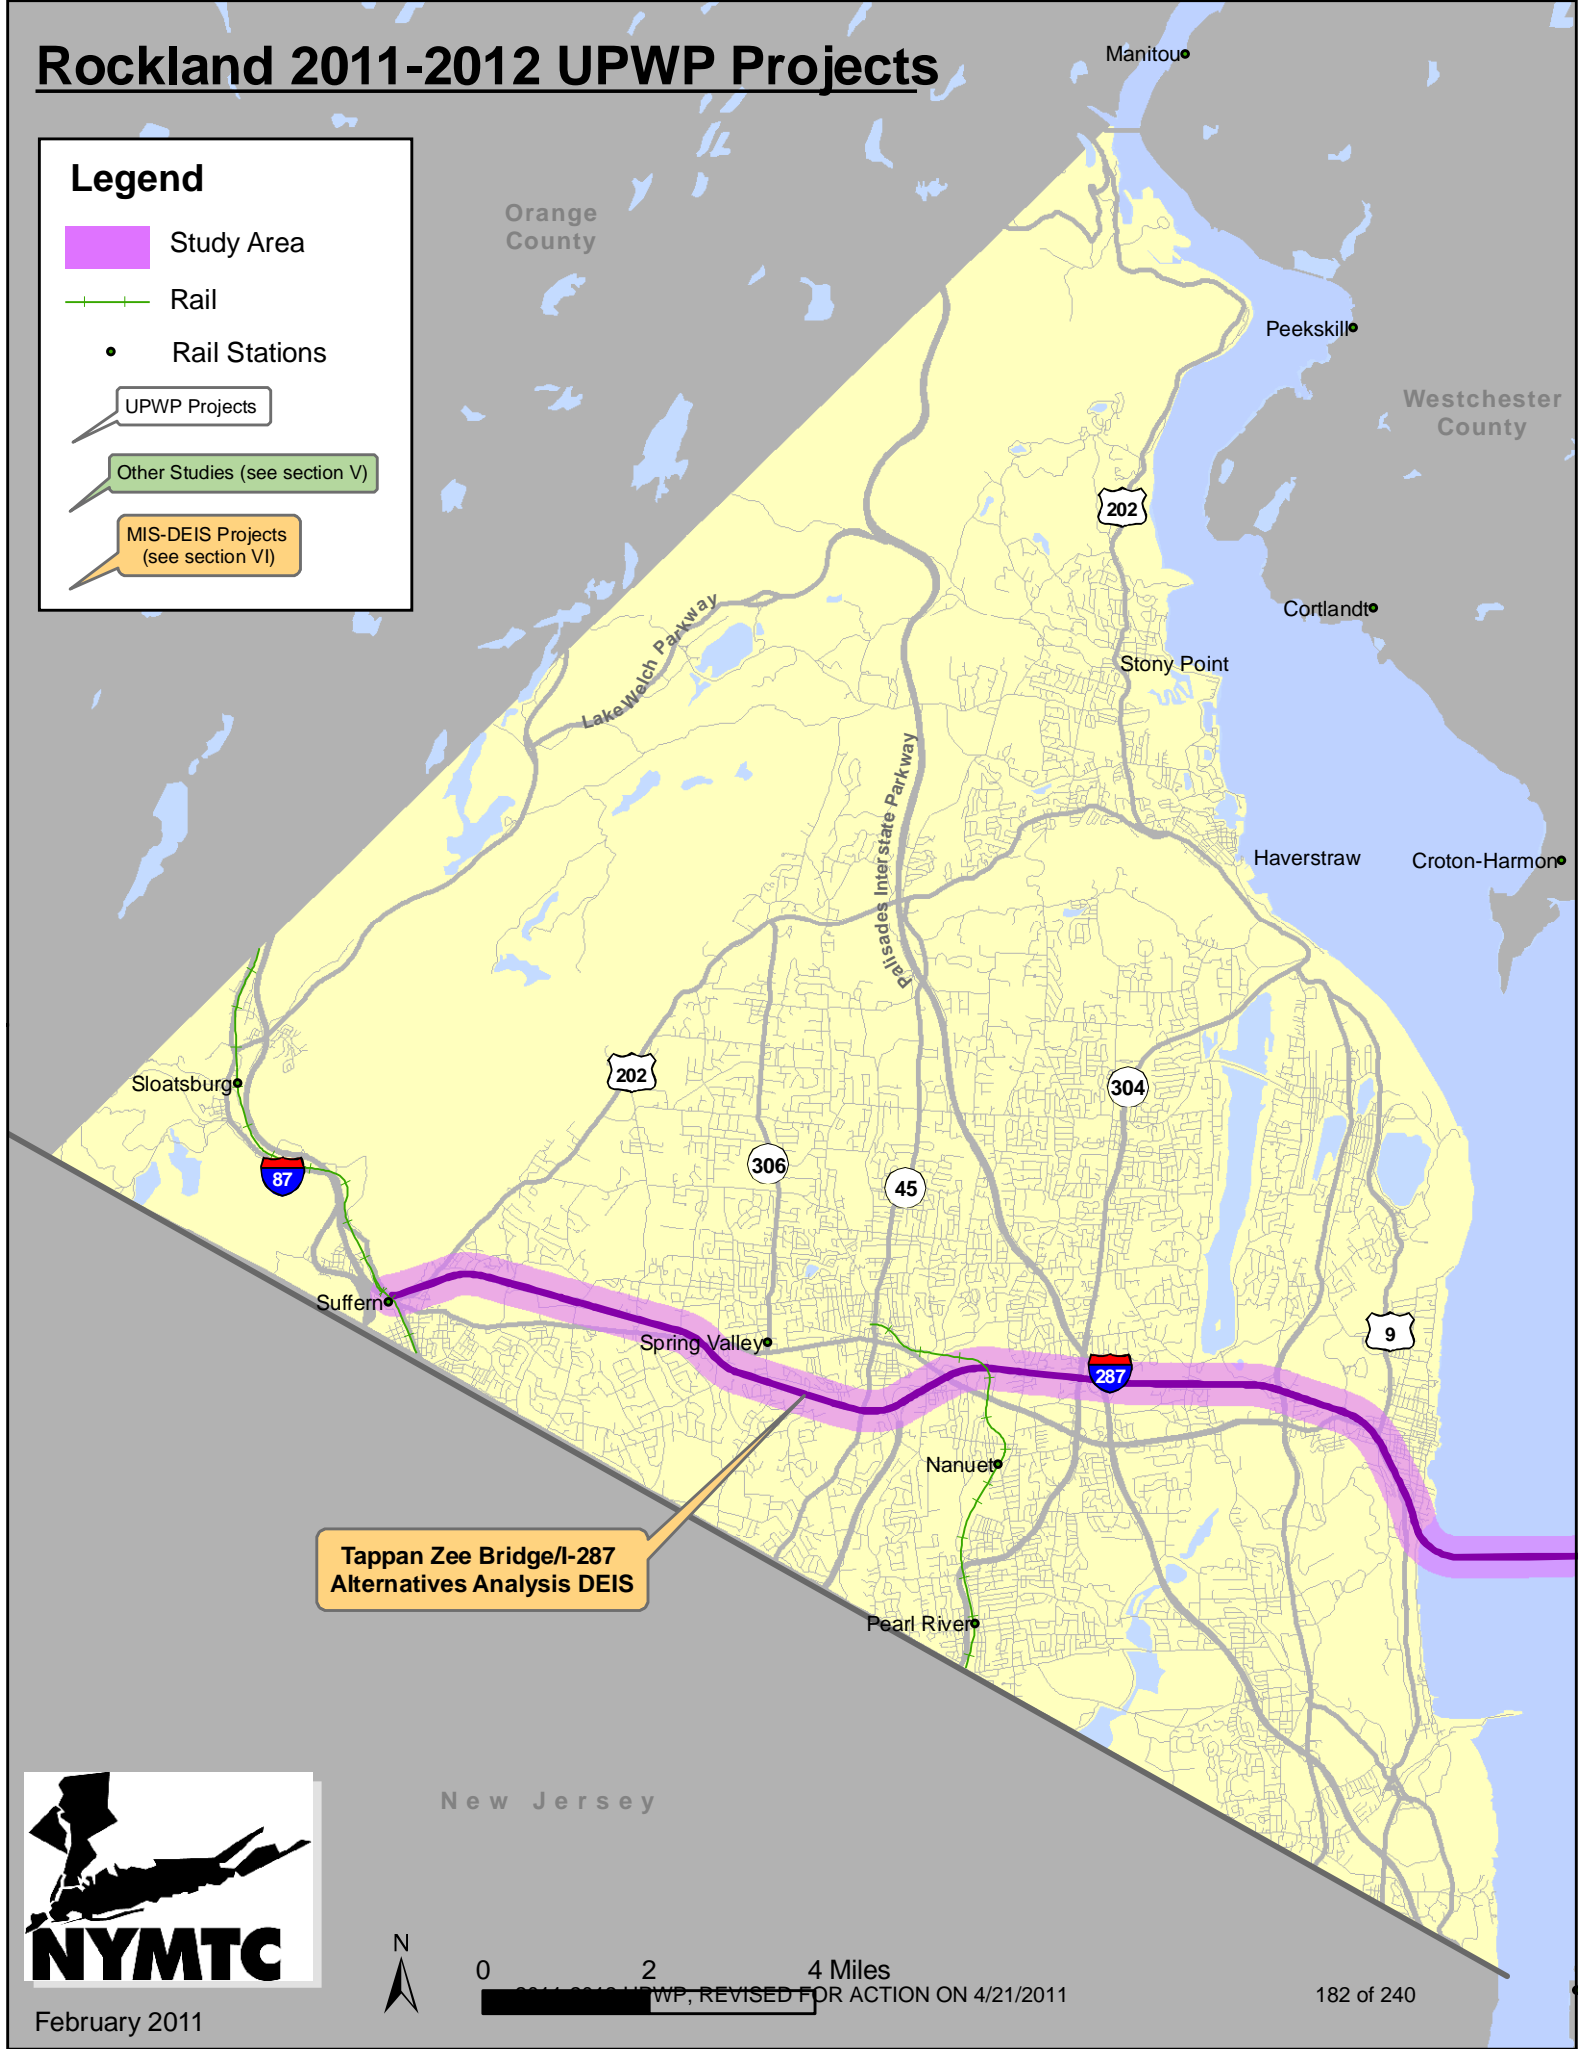 Rockland 2011-2012 UPWP Projects
Manitou
Legend
Study Area
Rail
Rail Stations
UPWP Projects
Other Studies (see section V)
MIS-DEIS Projects
(see section VI)
Orange
County
Peekskill
Westchester
County
202
Cortlandt
Lake Welch Parkway
Stony Point
Palisades Interstate Parkway
Haverstraw
Croton-Harmon
Sloatsburg
202
304
306
45
87
Suffern
Spring Valley
9
287
Nanuet
Tappan Zee Bridge/I-287
Alternatives Analysis DEIS
Pearl River
New Jersey
NYMTC
N
0 2 4 Miles
2011-2012 UPWP, REVISED FOR ACTION ON 4/21/2011
182 of 240
February 2011